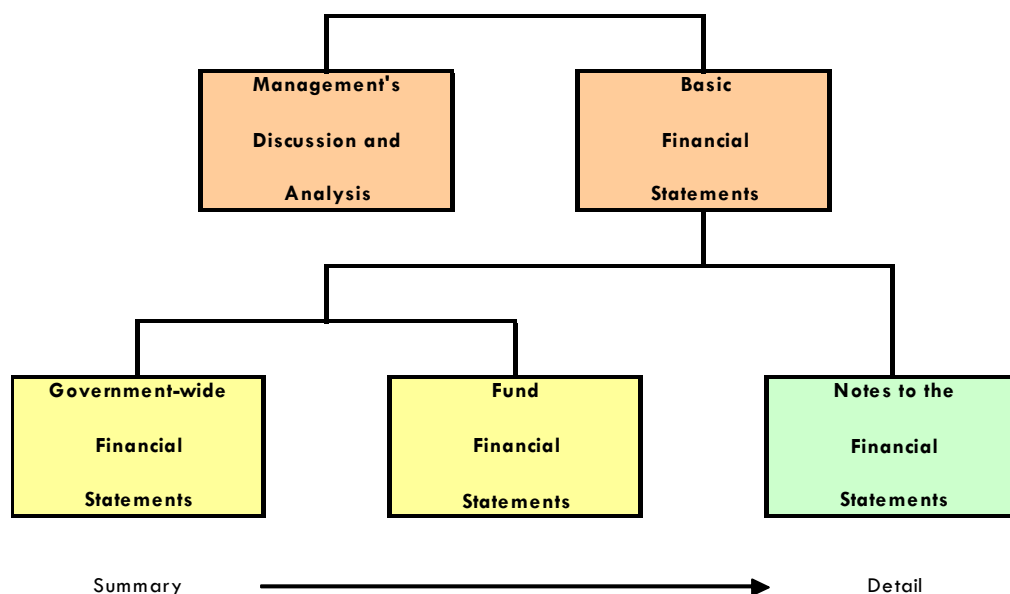 Management's
Discussion and
Analysis
Basic
Financial
Statements
Government-wide
Financial
Statements
Fund
Financial
Statements
Notes to the
Financial
Statements
Summary
Detail